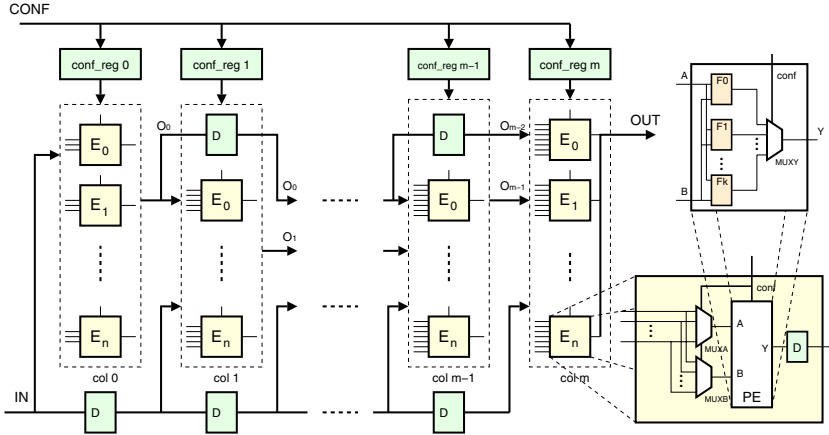 CONF
conf_reg 0
conf_reg 1
conf_reg m−1
conf_reg m
E0
E1
En
col 0
O0
D
E0
O0
O1
En
col 1
D
E0
En
col m−1
Om−2
Om−1
E0
E1
En
col m
OUT
IN
D
D
D
A
B
F0
F1
Fk
conf
MUXY
Y
conf
MUXA
MUXB
A
B
Y
PE
D